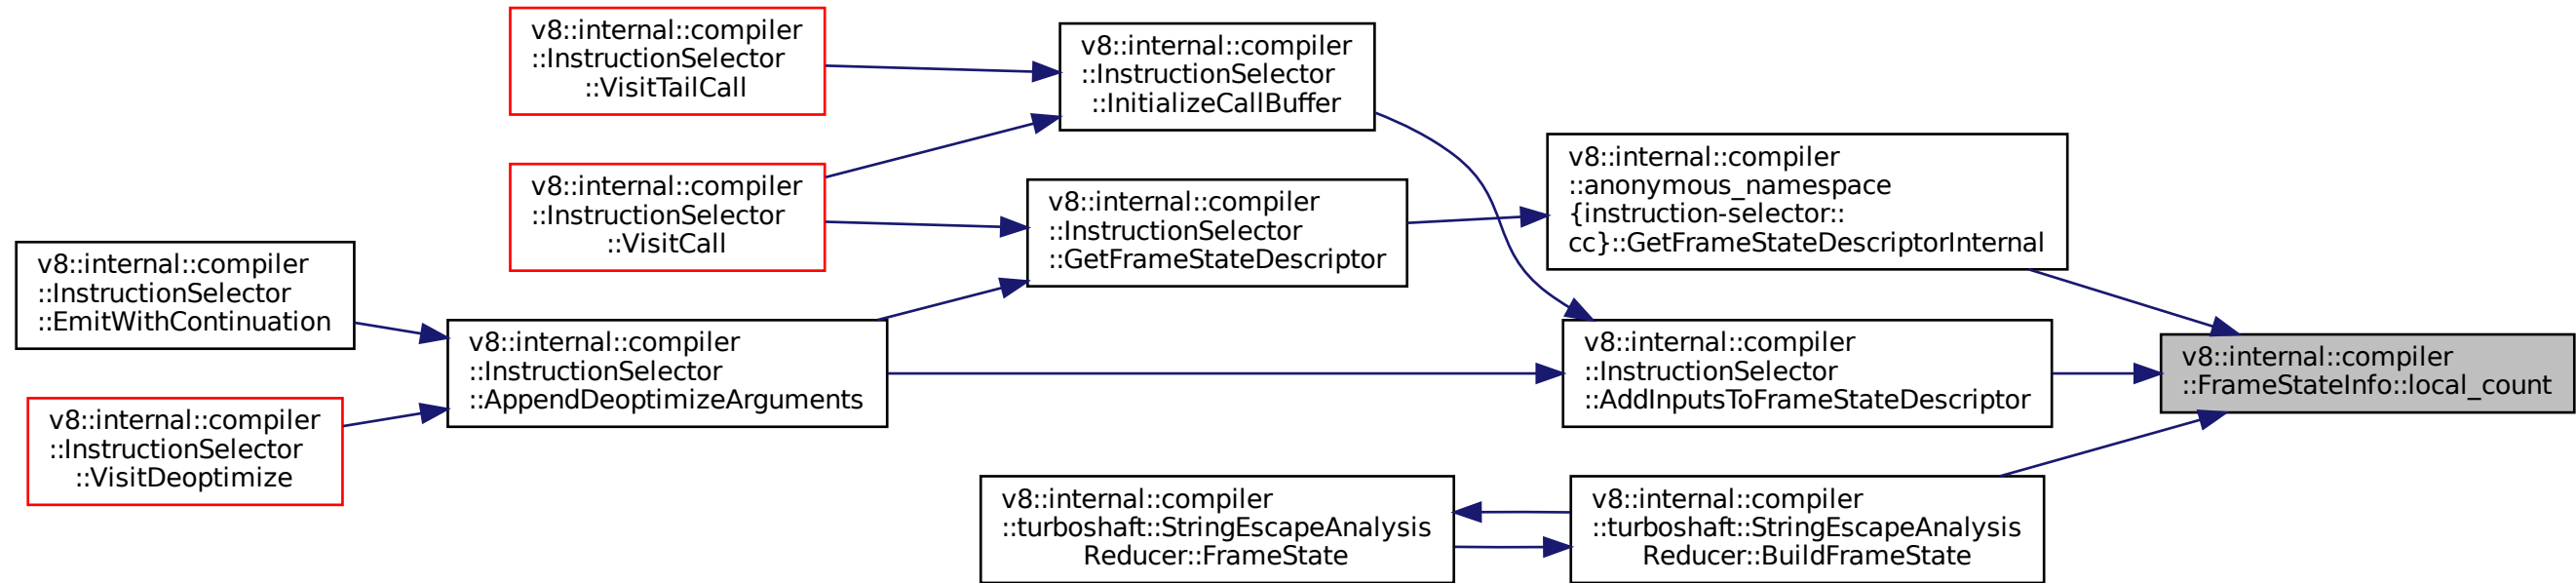 v8::internal::compiler
::InstructionSelector
::VisitTailCall
v8::internal::compiler
::InstructionSelector
::InitializeCallBuffer
v8::internal::compiler
::InstructionSelector
::VisitCall
v8::internal::compiler
::InstructionSelector
::GetFrameStateDescriptor
v8::internal::compiler
::anonymous_namespace
{instruction-selector::
cc}::GetFrameStateDescriptorInternal
v8::internal::compiler
::InstructionSelector
::EmitWithContinuation
v8::internal::compiler
::InstructionSelector
::AppendDeoptimizeArguments
v8::internal::compiler
::InstructionSelector
::AddInputsToFrameStateDescriptor
v8::internal::compiler
::FrameStateInfo::local_count
v8::internal::compiler
::InstructionSelector
::VisitDeoptimize
v8::internal::compiler
::turboshaft::StringEscapeAnalysis
Reducer::FrameState
v8::internal::compiler
::turboshaft::StringEscapeAnalysis
Reducer::BuildFrameState